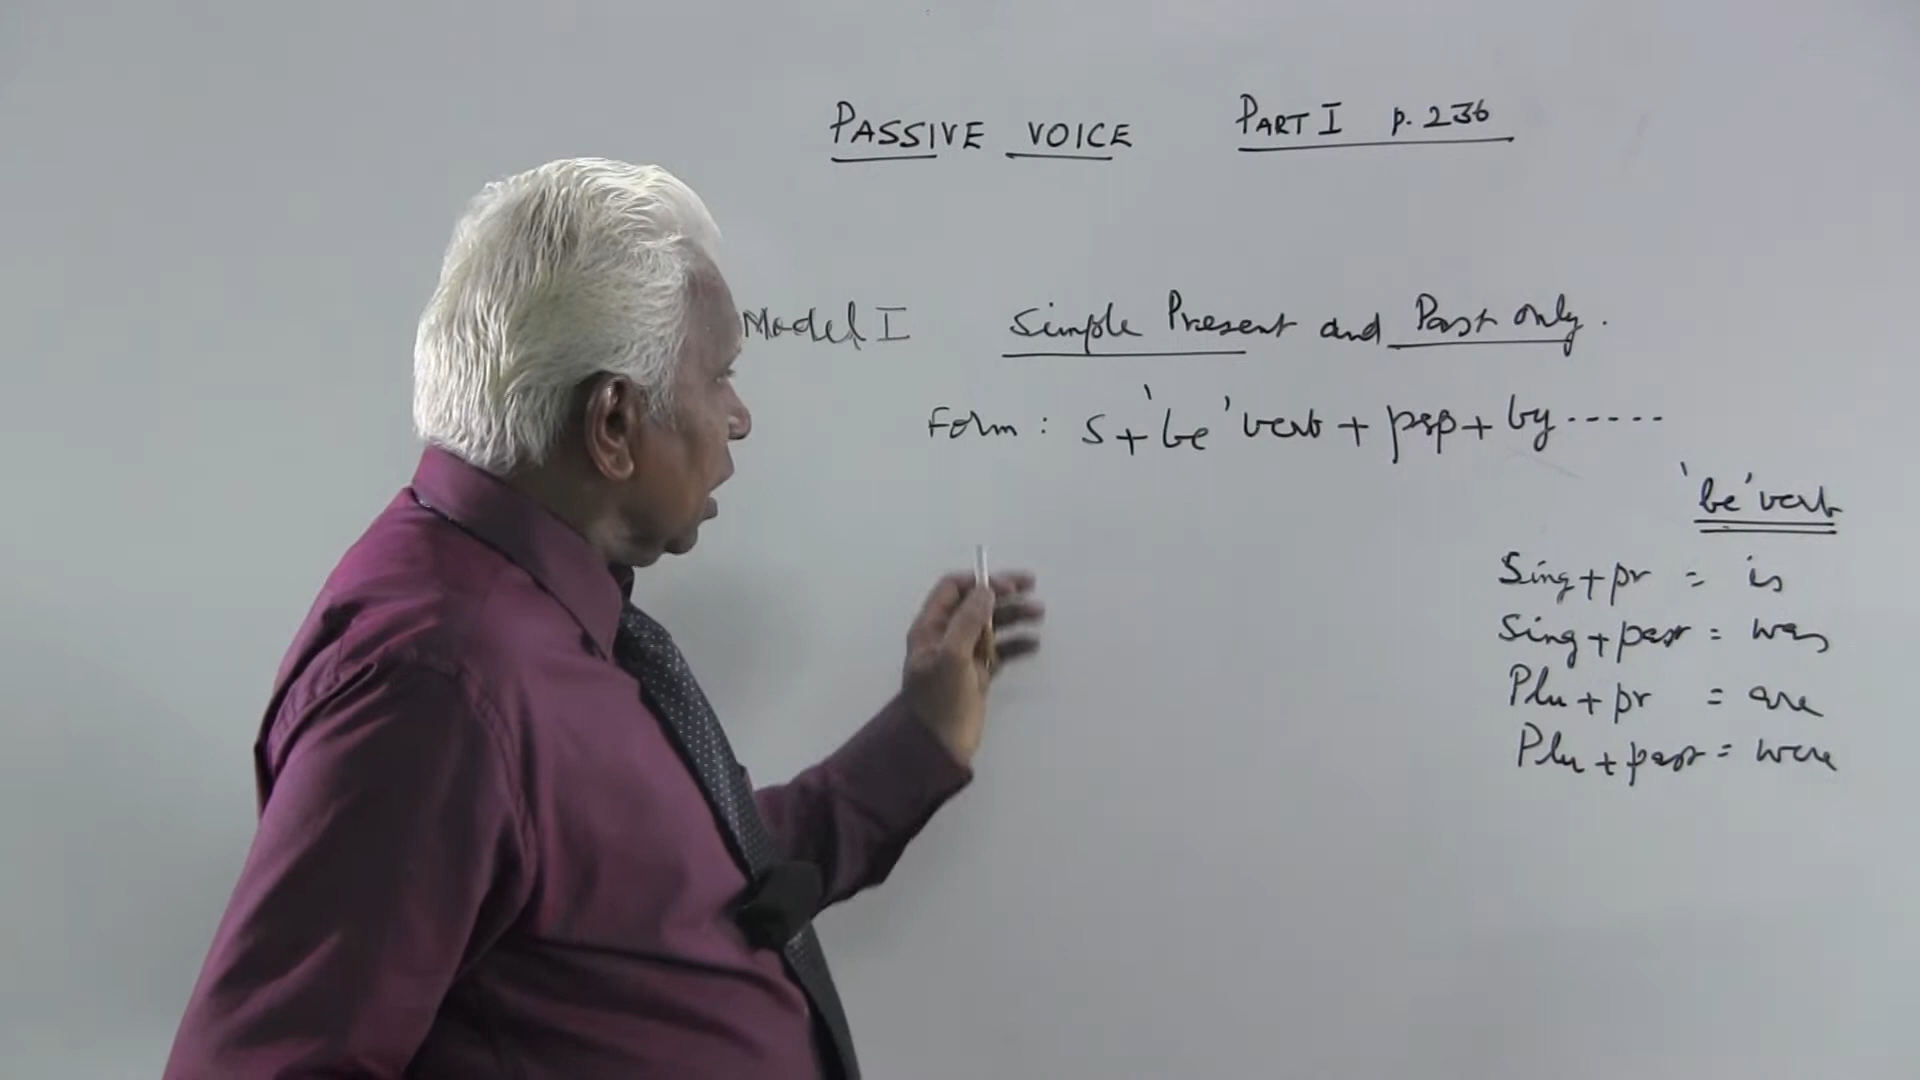 PASSIVE VOICE PART I p. 236
Model I Simple Present and Past only.
Form : S + 'be' verb + psp + by .....
'be' verb
Sing + pr = is
Sing + past = was
Plu + pr = are
Plu + past = were